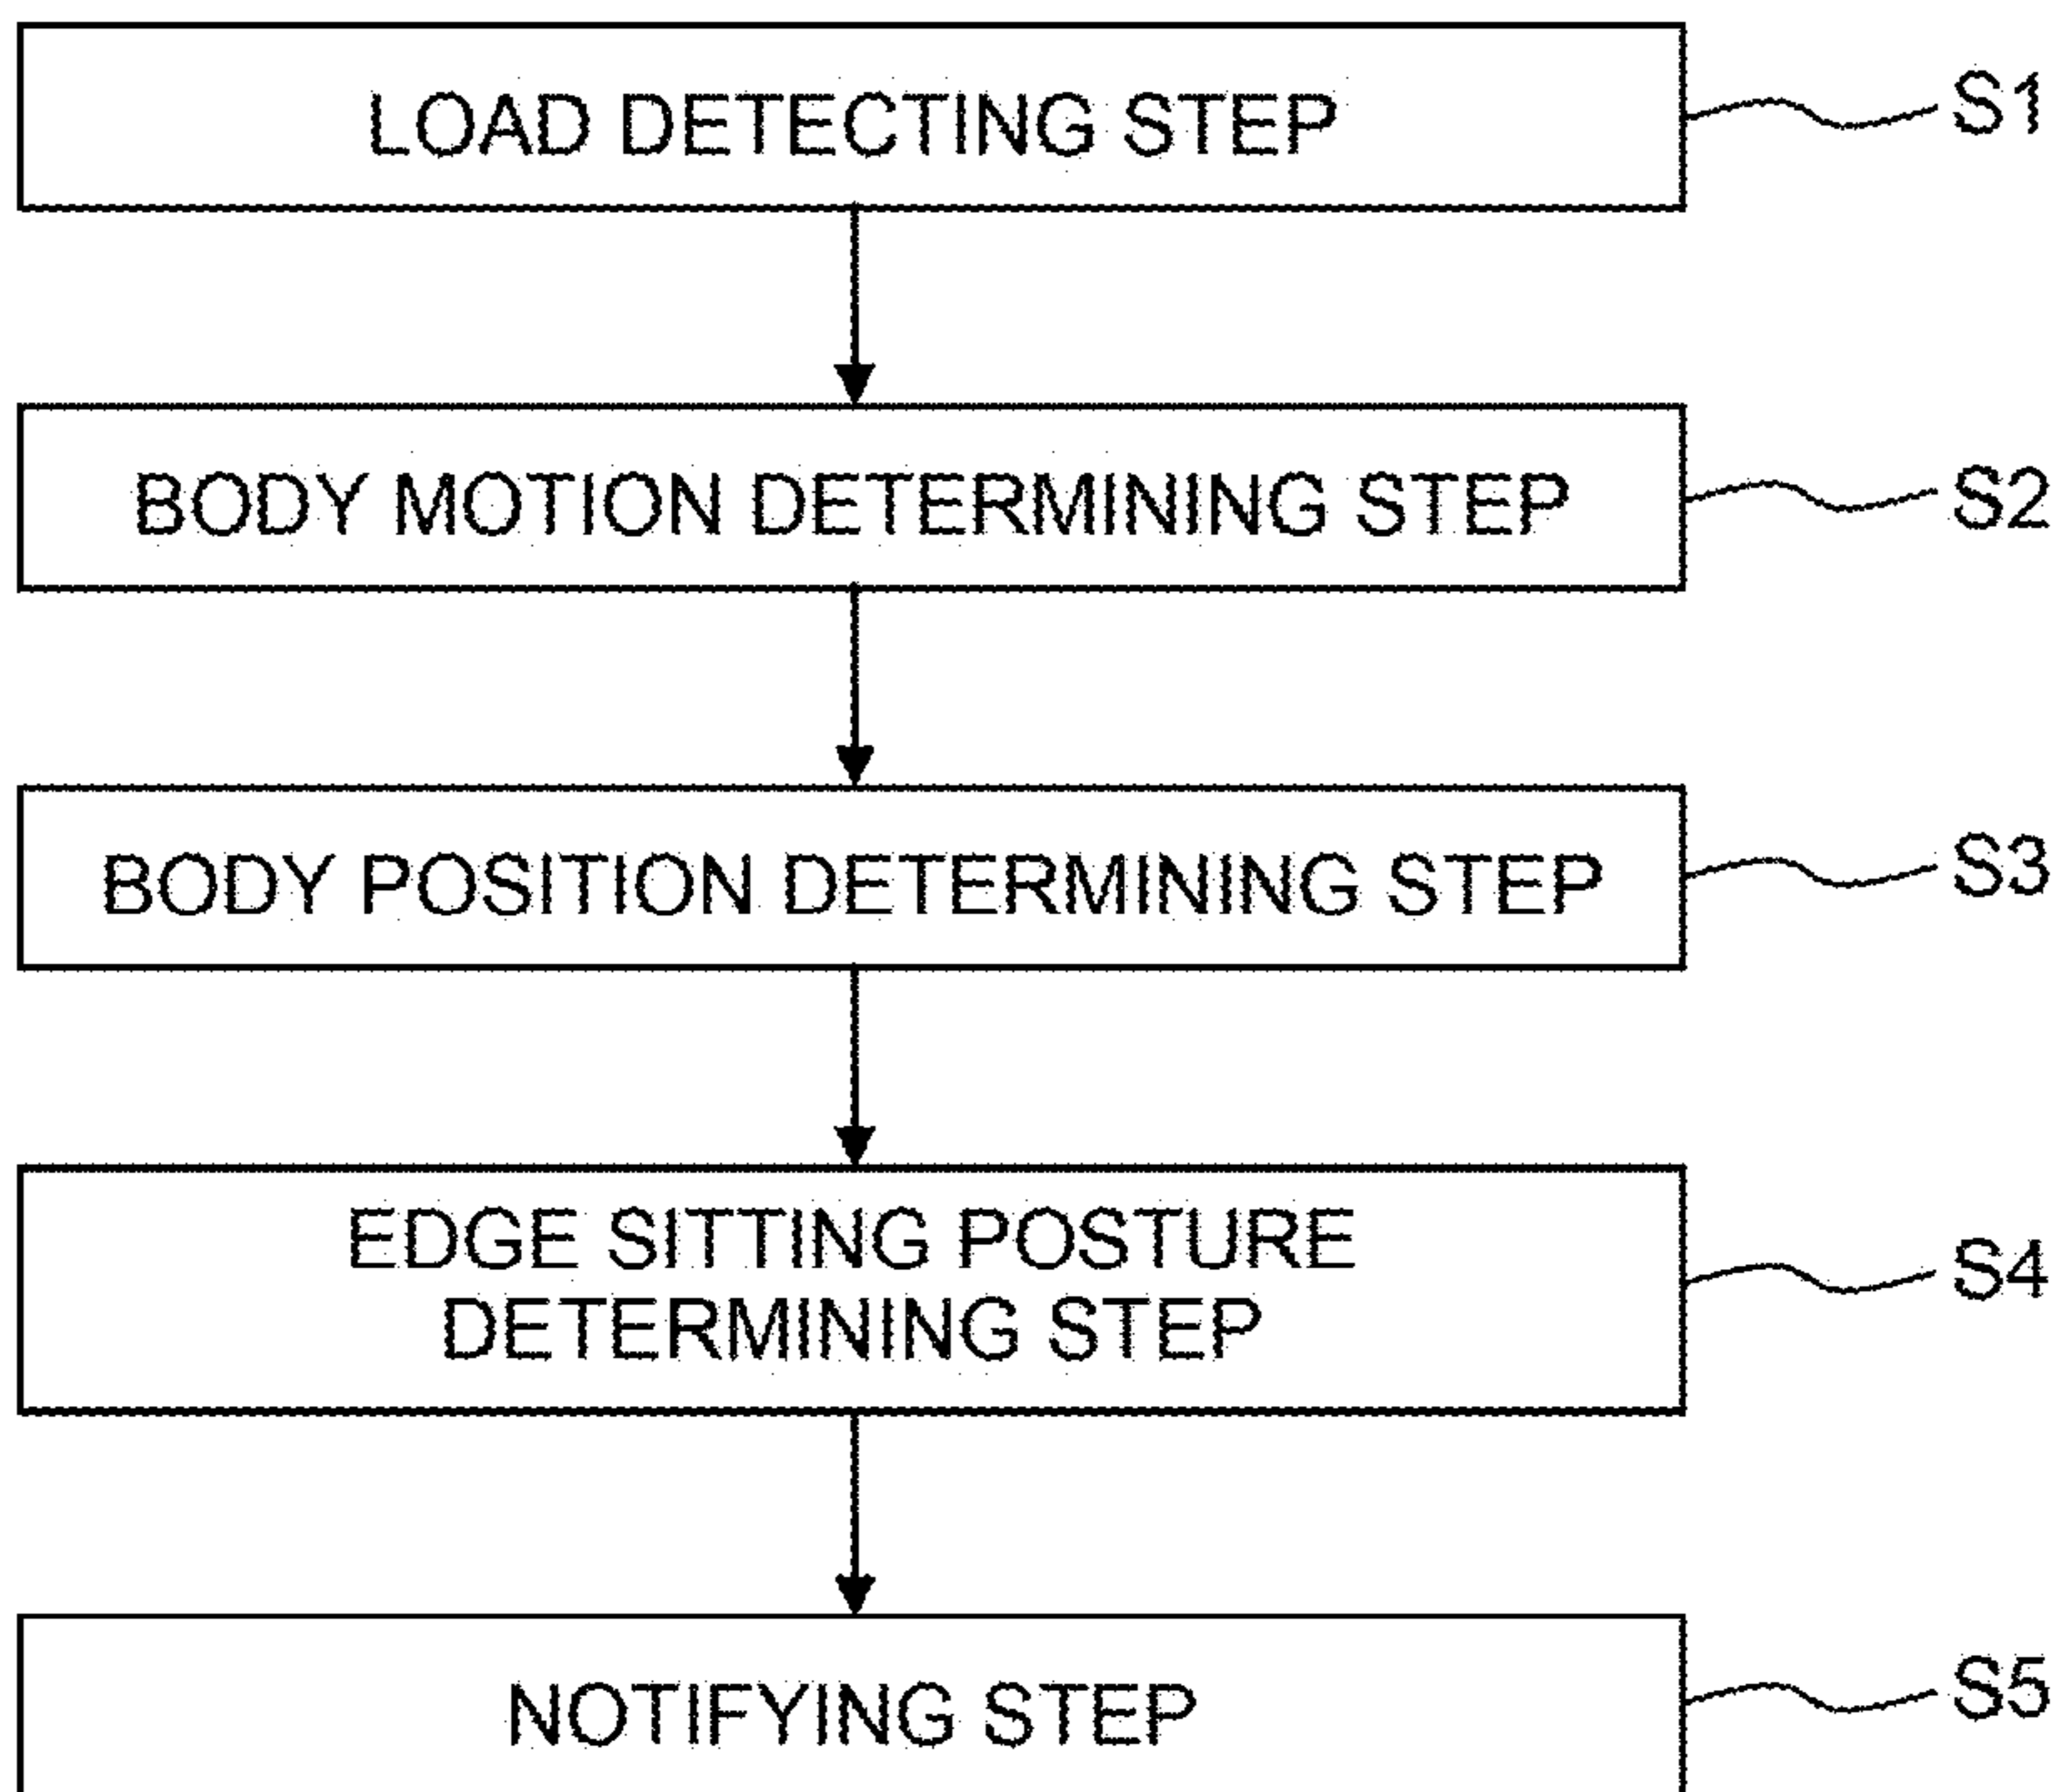 LOAD DETECTING STEP
S1
BODY MOTION DETERMINING STEP
S2
BODY POSITION DETERMINING STEP
S3
EDGE SITTING POSTURE
DETERMINING STEP
S4
NOTIFYING STEP
S5